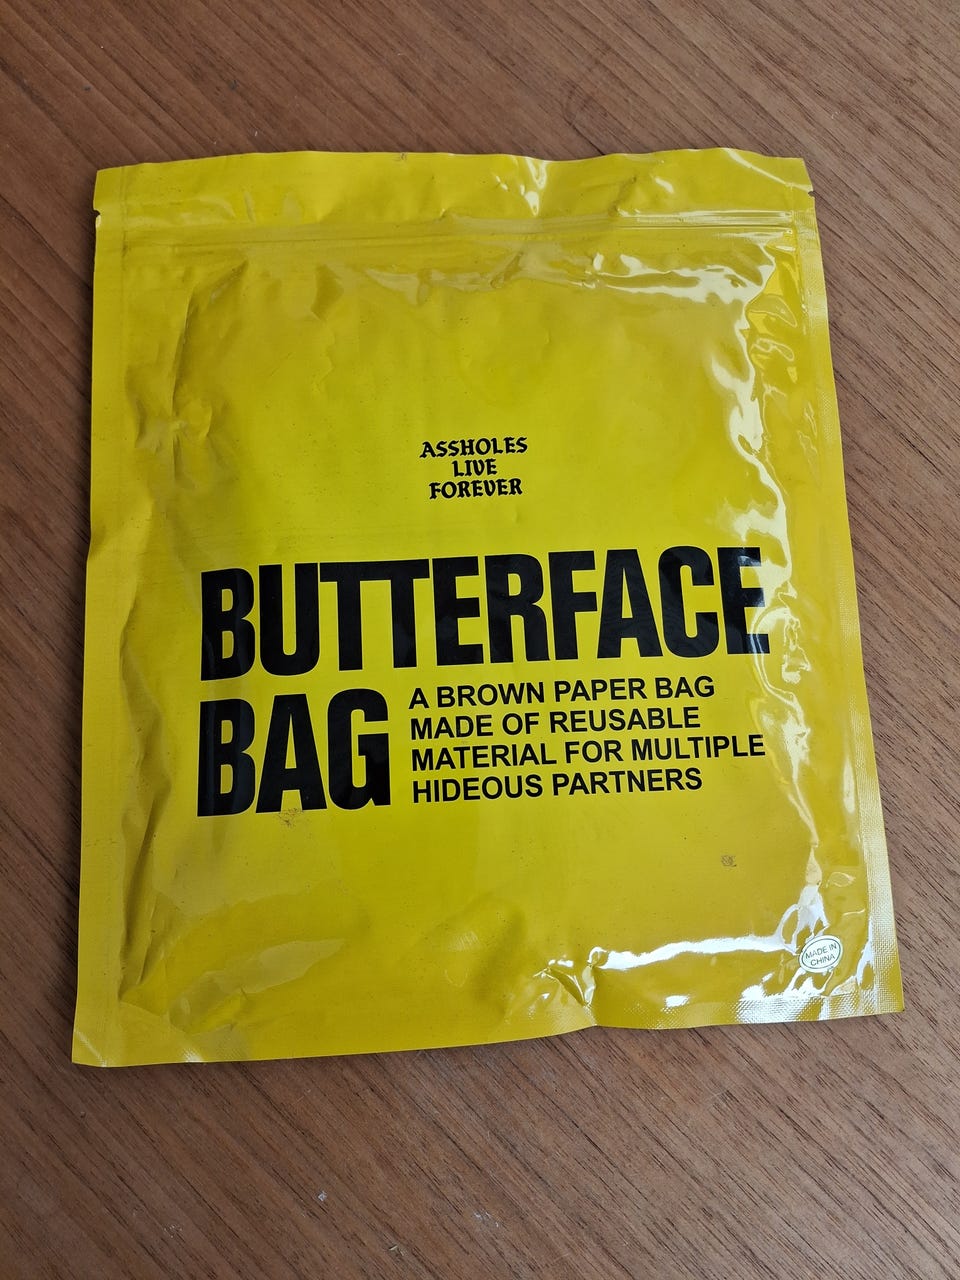 ASSHOLES
LIVE
FOREVER
BUTTERFACE
BAG
A BROWN PAPER BAG
MADE OF REUSABLE
MATERIAL FOR MULTIPLE
HIDEOUS PARTNERS
MADE IN
CHINA